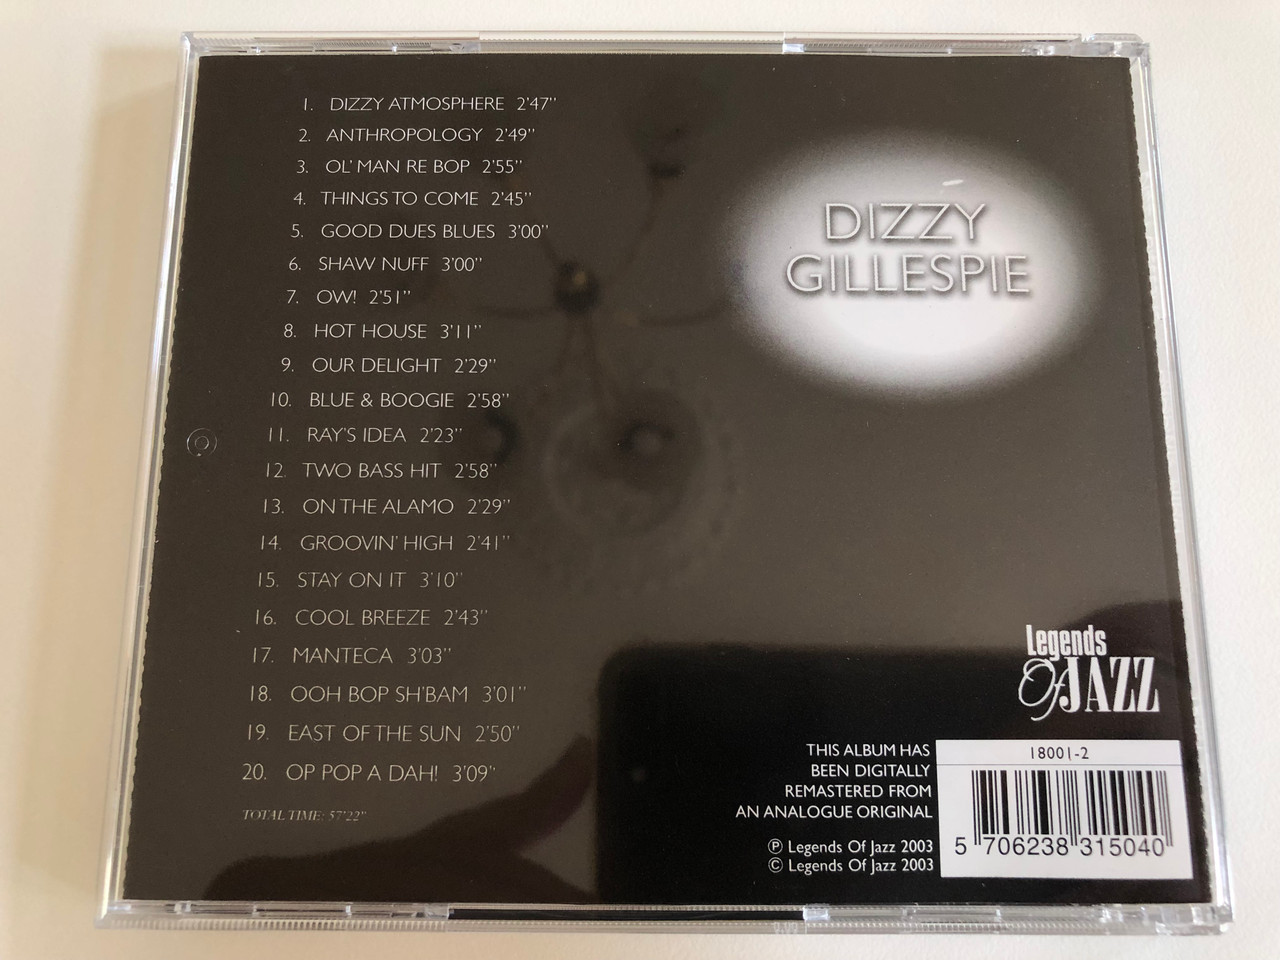 1. DIZZY ATMOSPHERE 2'47"
2. ANTHROPOLOGY 2'49"
3. OL' MAN RE BOP 2'55"
4. THINGS TO COME 2'45"
5. GOOD DUES BLUES 3'00"
6. SHAW NUFF 3'00"
7. OW! 2'51"
8. HOT HOUSE 3'11"
9. OUR DELIGHT 2'29"
10. BLUE & BOOGIE 2'58"
11. RAY'S IDEA 2'23"
12. TWO BASS HIT 2'58"
13. ON THE ALAMO 2'29"
14. GROOVIN' HIGH 2'41"
15. STAY ON IT 3'10"
16. COOL BREEZE 2'43"
17. MANTECA 3'03"
18. OOH BOP SH'BAM 3'01"
19. EAST OF THE SUN 2'50"
20. OP POP A DAH! 3'09"
TOTAL TIME: 57'22"
DIZZY
GILLESPIE
Legends
Of JAZZ
THIS ALBUM HAS
BEEN DIGITALLY
REMASTERED FROM
AN ANALOGUE ORIGINAL
℗ Legends Of Jazz 2003
© Legends Of Jazz 2003
18001-2
5 706238 315040